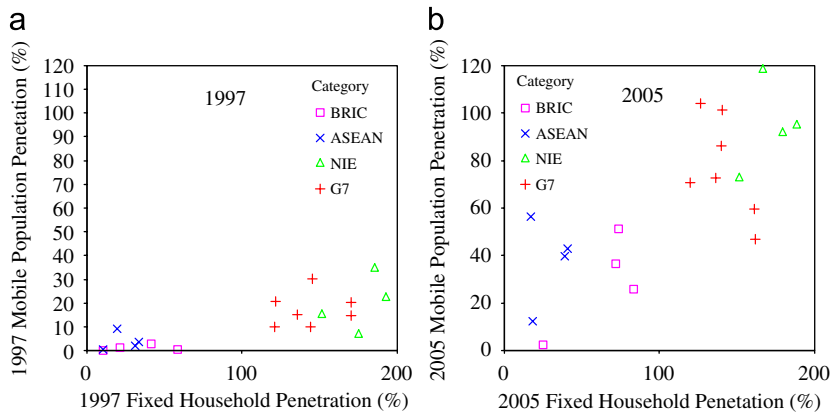 a
1997 Mobile Population Penetation (%)
120
110
100
90
80
70
60
50
40
30
20
10
0
Category
BRIC
ASEAN
NIE
G7
1997
0
100
200
1997 Fixed Household Penetration (%)
b
2005 Mobile Population Penetration (%)
120
100
80
60
40
20
0
Category
BRIC
ASEAN
NIE
G7
2005
0
100
200
2005 Fixed Household Penetation (%)